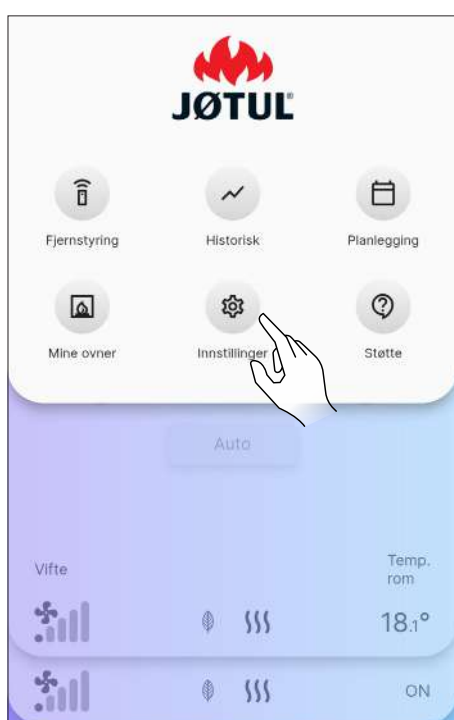 JØTUL®
Fjernstyring Historisk Planlegging
Mine ovner Innstillinger Støtte
Auto
Vifte Temp. rom
18.1°
ON